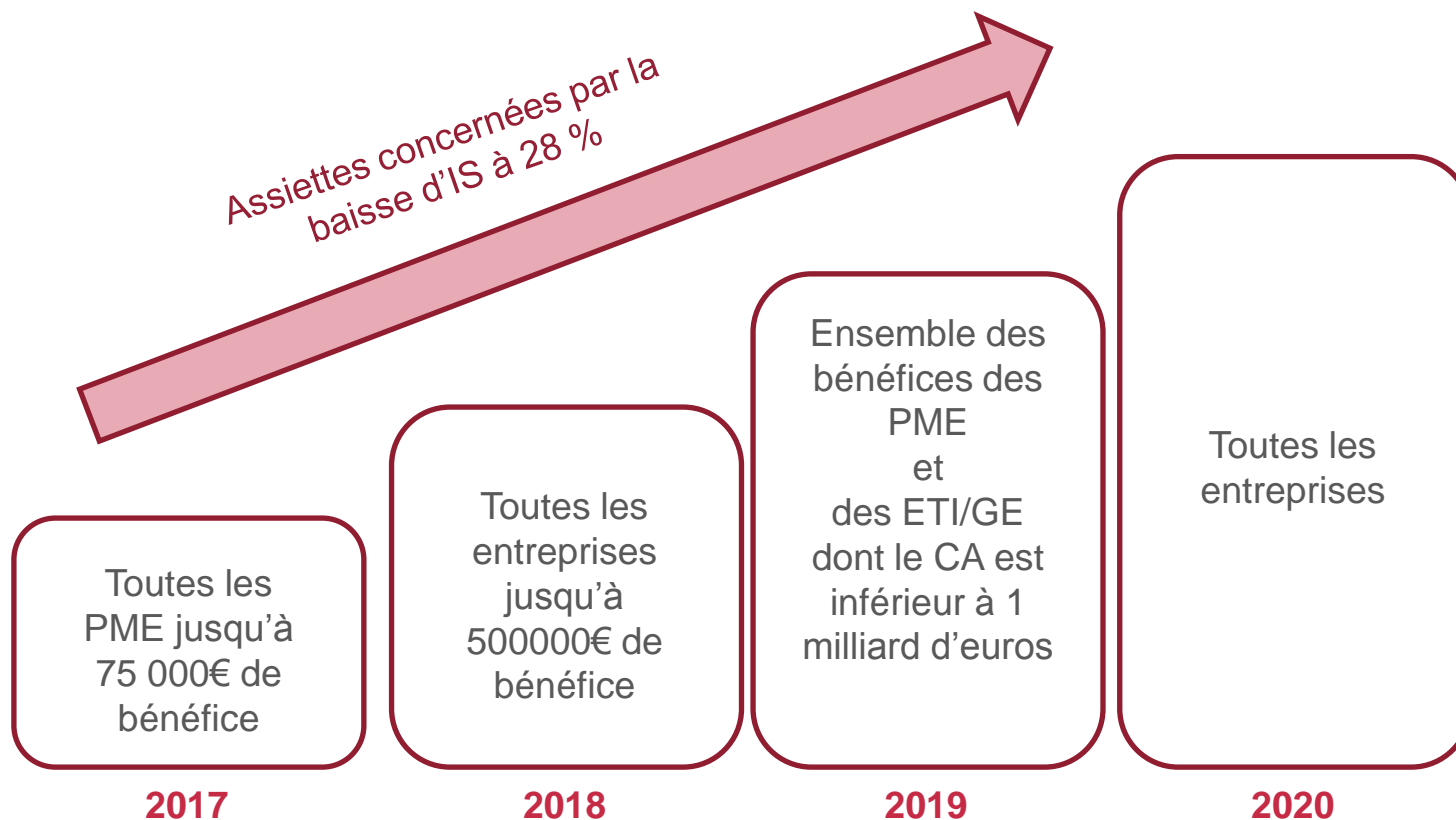 Assiettes concernées par la
baisse d’IS à 28 %
Toutes les
PME jusqu’à
75 000€ de
bénéfice
2017
Toutes les
entreprises
jusqu’à
500000€ de
bénéfice
2018
Ensemble des
bénéfices des
PME
et
des ETI/GE
dont le CA est
inférieur à 1
milliard d’euros
2019
Toutes les
entreprises
2020